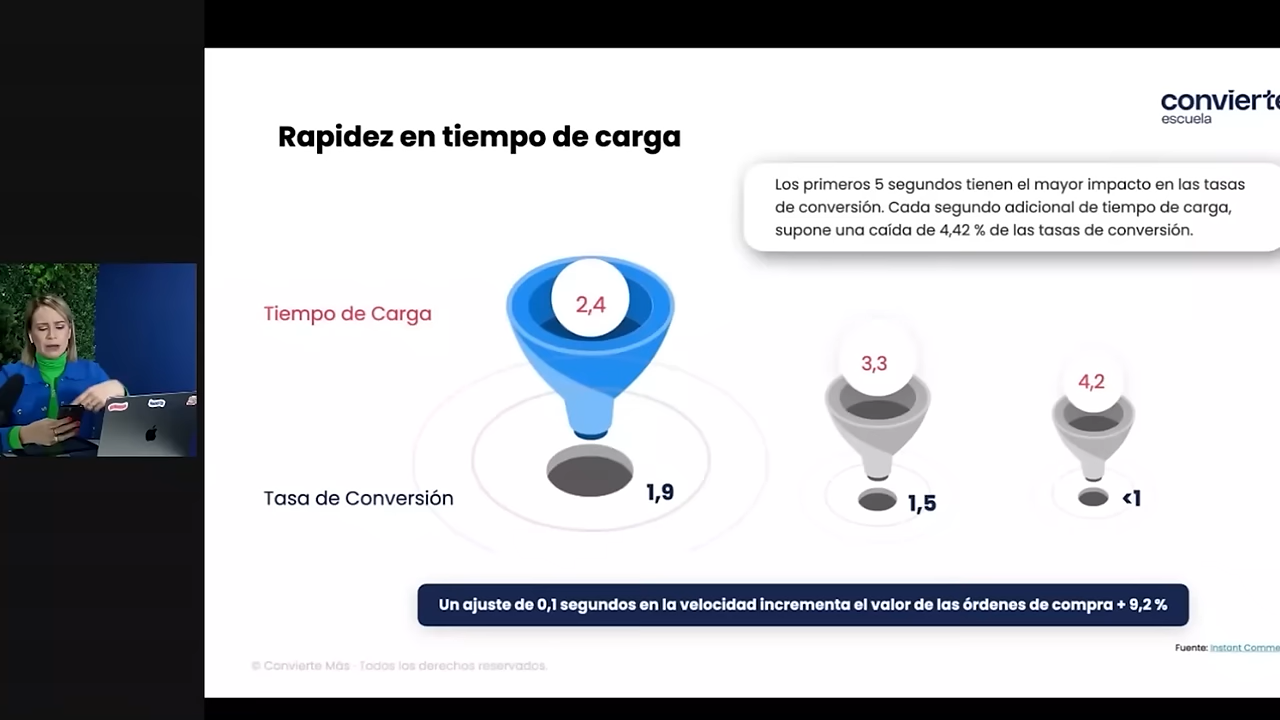 convierte
escuela
Rapidez en tiempo de carga
Los primeros 5 segundos tienen el mayor impacto en las tasas
de conversión. Cada segundo adicional de tiempo de carga,
supone una caída de 4,42 % de las tasas de conversión.
Tiempo de Carga
2,4
3,3
4,2
Tasa de Conversión
1,9
1,5
<1
Un ajuste de 0,1 segundos en la velocidad incrementa el valor de las órdenes de compra + 9,2 %
Fuente: Instant Comme
© Convierte Más · Todos los derechos reservados.